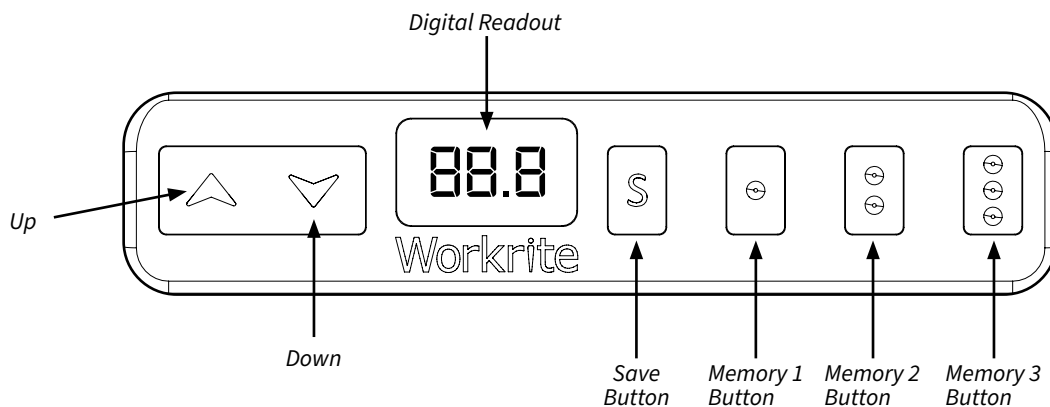 Digital Readout
88.8
S
Up
Workrite
Down
Save
Button
Memory 1
Button
Memory 2
Button
Memory 3
Button